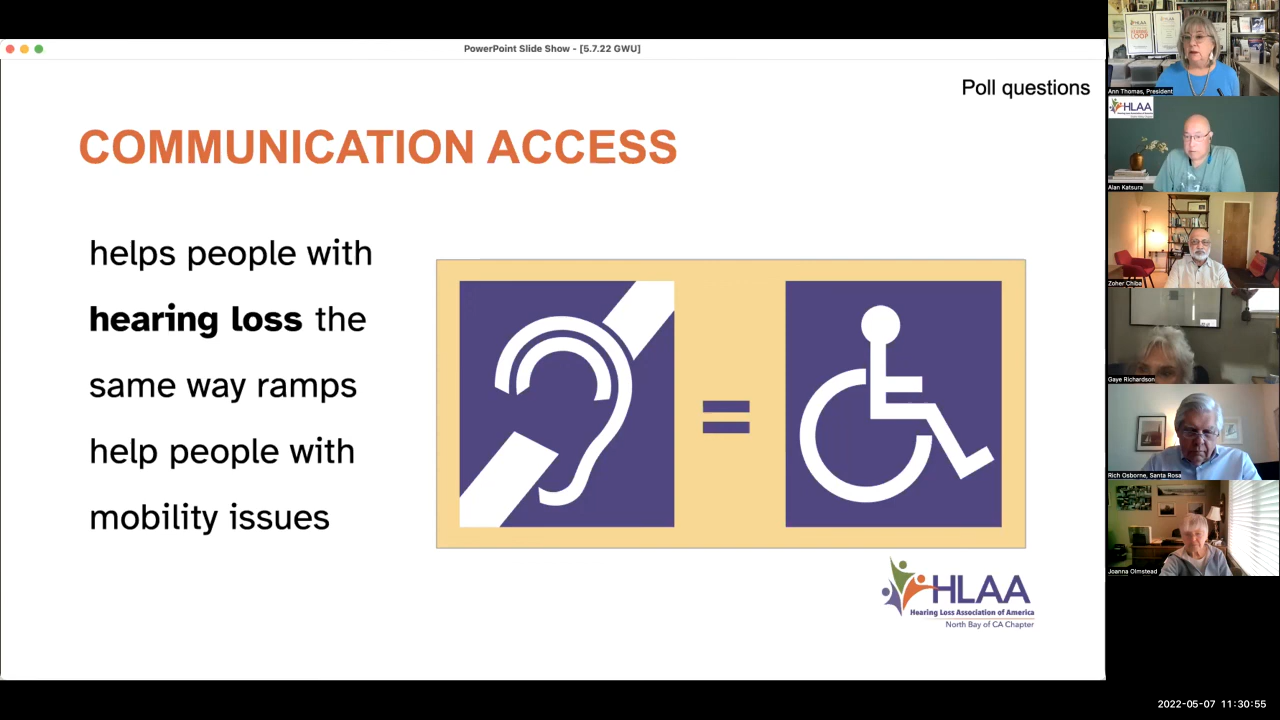 PowerPoint Slide Show - [5.7.22 GWU]
Poll questions
COMMUNICATION ACCESS
helps people with
hearing loss the
same way ramps
help people with
mobility issues
=
HLAA
Hearing Loss Association of America
North Bay of CA Chapter
LOOP
Ann Thomas, President
HLAA
Alan Katsura
Zoher Chiba
Gaye Richardson
Rich Osborne, Santa Rosa
Joanna Olmstead
2022-05-07 11:30:55